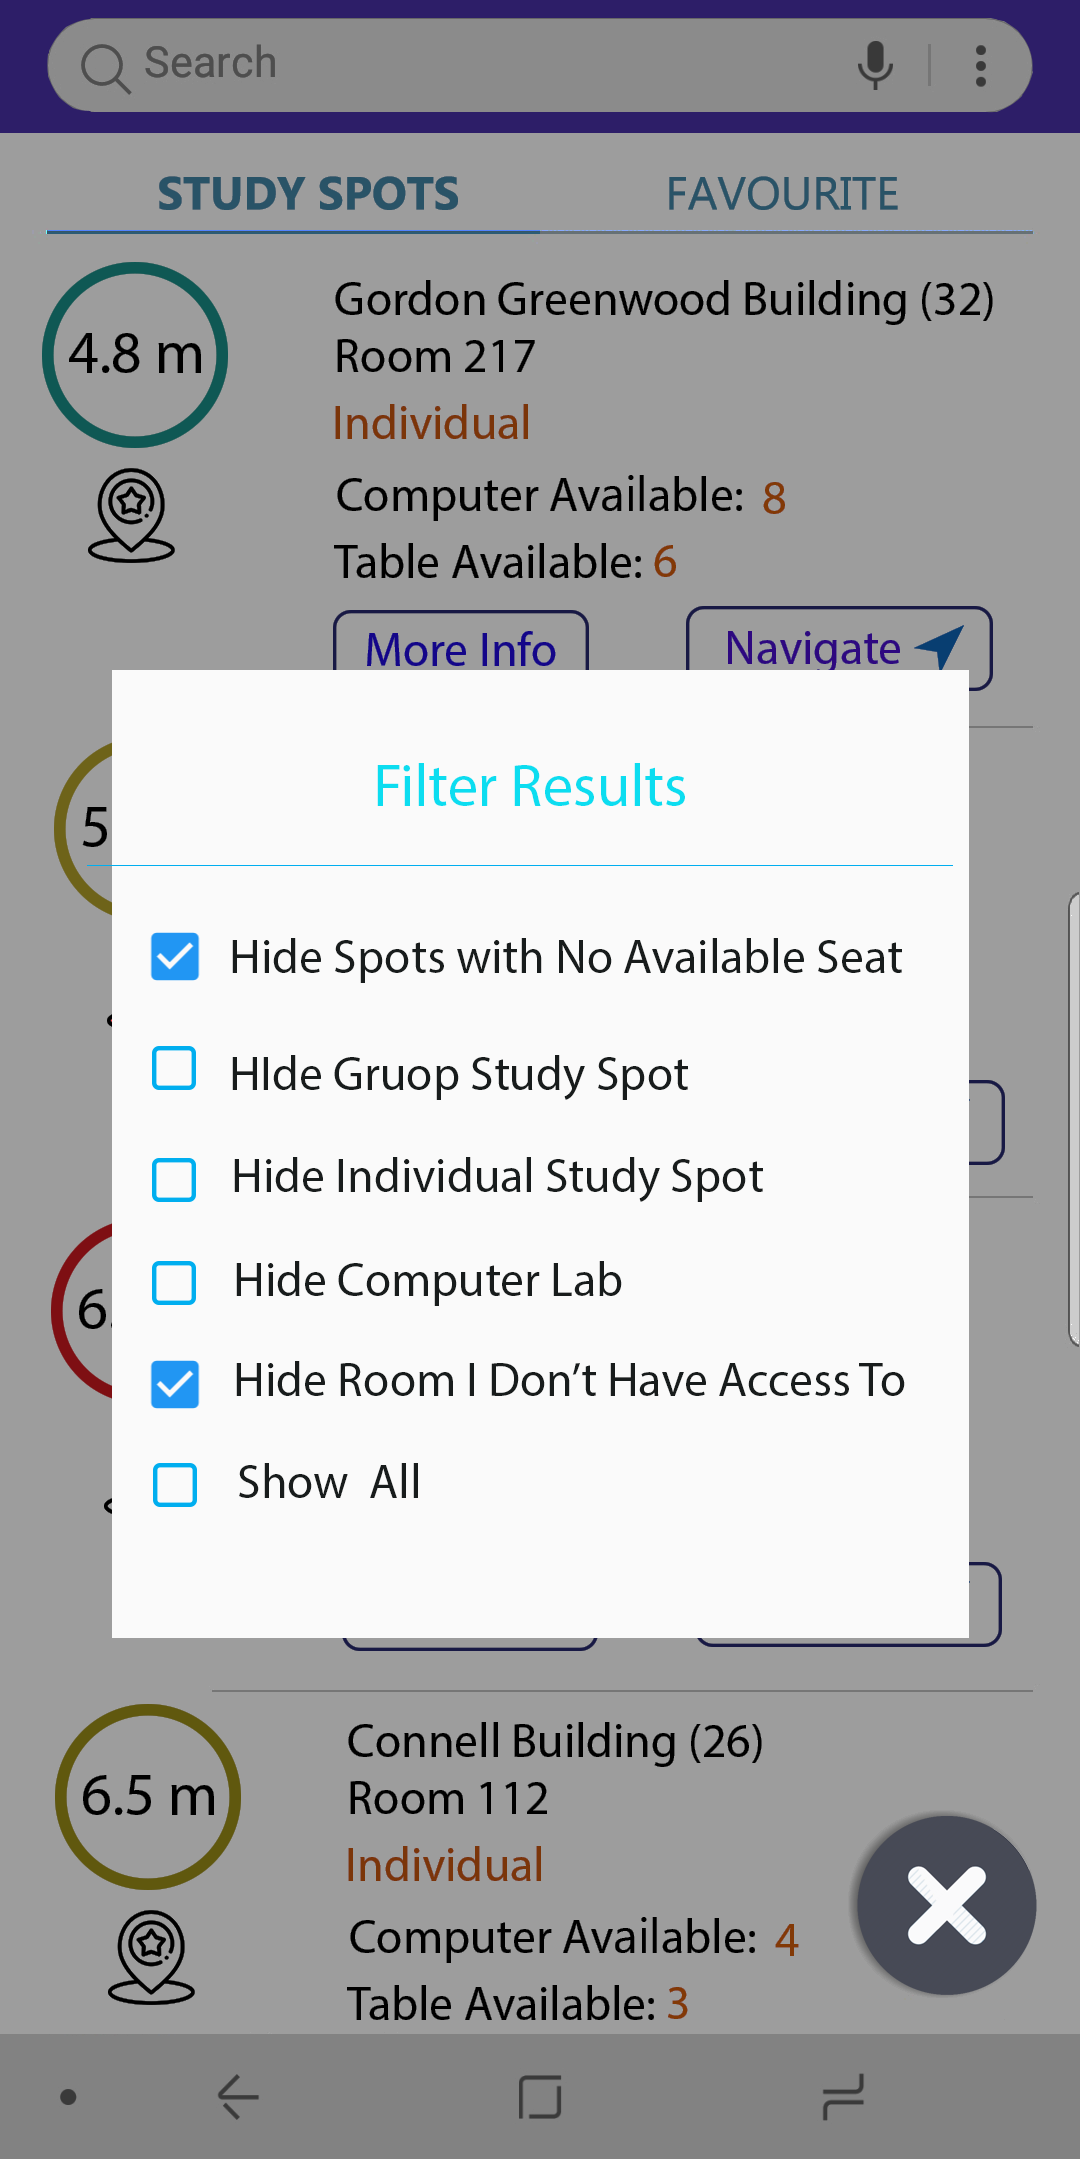 Search
STUDY SPOTS
FAVOURITE
4.8 m
Gordon Greenwood Building (32)
Room 217
Individual
Computer Available: 8
Table Available: 6
More Info
Navigate
Filter Results
5
Hide Spots with No Available Seat
HIde Gruop Study Spot
Hide Individual Study Spot
Hide Computer Lab
6.
Hide Room I Don't Have Access To
Show All
6.5 m
Connell Building (26)
Room 112
Individual
Computer Available: 4
Table Available: 3